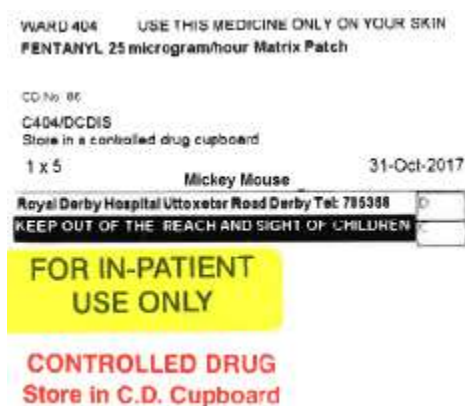 WARD 404 USE THIS MEDICINE ONLY ON YOUR SKIN
FENTANYL 25 microgram/hour Matrix Patch
CD No 86
C404/DCDIS
Store in a controlled drug cupboard
1 x 5 31-Oct-2017
Mickey Mouse
Royal Derby Hospital Uttoxeter Road Derby Tel: 785388 D
KEEP OUT OF THE REACH AND SIGHT OF CHILDREN C
FOR IN-PATIENT
USE ONLY
CONTROLLED DRUG
Store in C.D. Cupboard